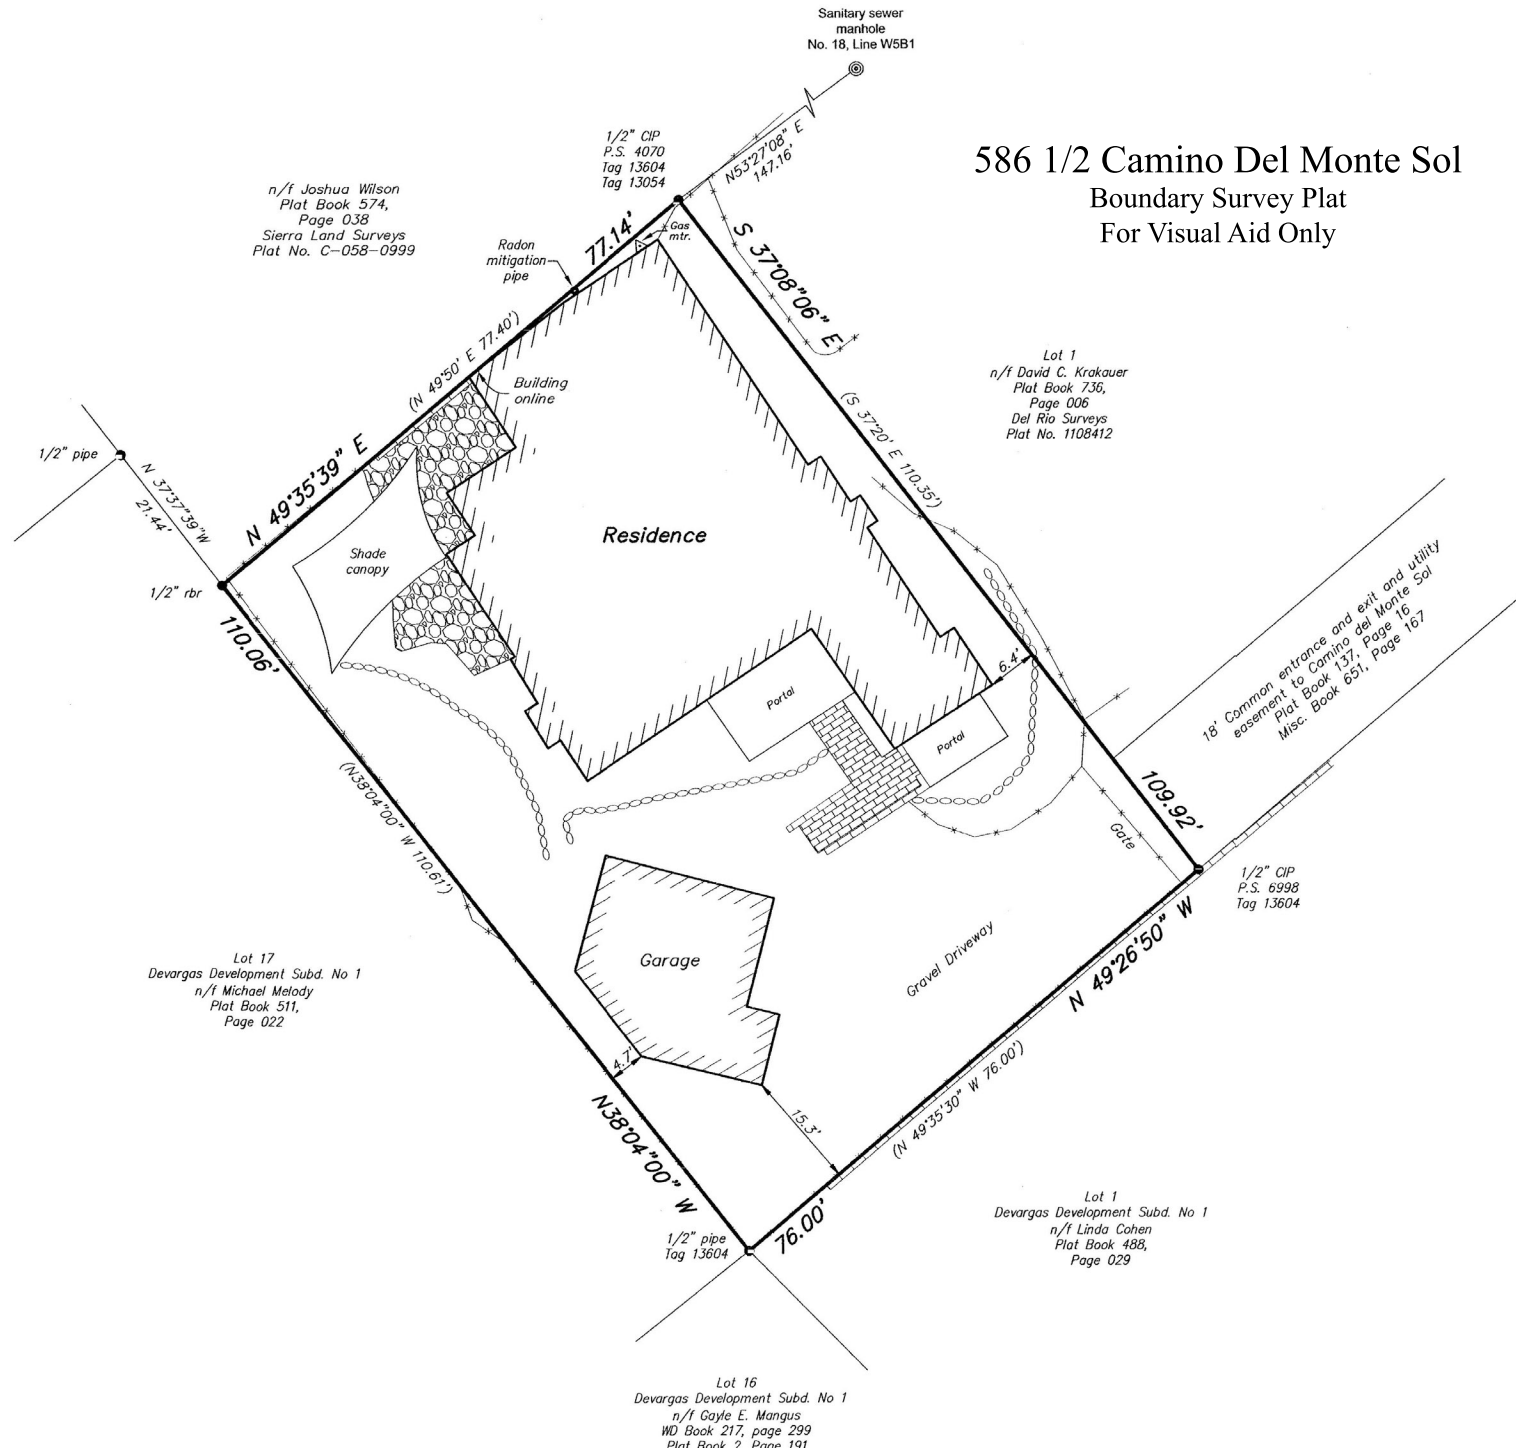 Sanitary sewer
manhole
No. 18, Line W5B1
586 1/2 Camino Del Monte Sol
Boundary Survey Plat
For Visual Aid Only
1/2" CIP
P.S. 4070
Tag 13604
Tag 13054
N53°27'08" E
147.16'
n/f Joshua Wilson
Plat Book 574,
Page 038
Sierra Land Surveys
Plat No. C-058-0999
Radon
mitigation
pipe
77.14'
Gas
mtr.
S 37°08"06" E
(N 49°50' E 77.40')
Building
online
Lot 1
n/f David C. Krakauer
Plat Book 736,
Page 006
Del Rio Surveys
Plat No. 1108412
(S 37°20' E 110.35')
1/2" pipe
N 37°37"39"W
21.44'
N 49°35'39" E
Residence
Shade
canopy
1/2" rbr
110.06'
18' Common entrance and exit and utility
easement to Camino del Monte Sol
Plat Book 137, Page 16
Misc. Book 651, Page 167
6.4'
Portal
Portal
(N38°04"00" W 110.61')
109.92'
Gate
1/2" CIP
P.S. 6998
Tag 13604
N 49°26'50" W
Gravel Driveway
Garage
Lot 17
Devargas Development Subd. No 1
n/f Michael Melody
Plat Book 511,
Page 022
4.7'
(N 49°35'30" W 76.00')
N38°04"00" W
15.3'
76.00'
1/2" pipe
Tag 13604
Lot 1
Devargas Development Subd. No 1
n/f Linda Cohen
Plat Book 488,
Page 029
Lot 16
Devargas Development Subd. No 1
n/f Gayle E. Mangus
WD Book 217, page 299
Plat Book 2, Page 191